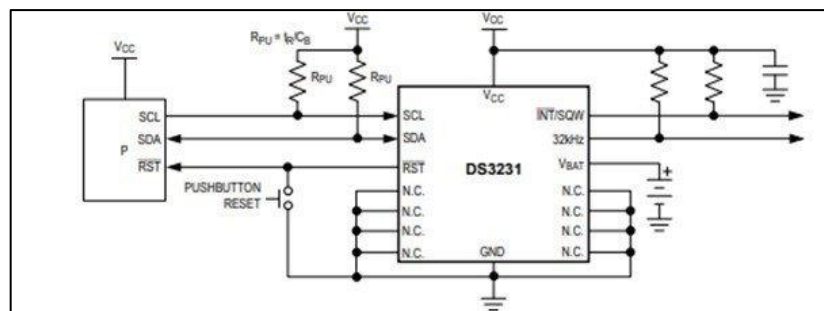 VCC
VCC
VCC
RPU = tR/CB
RPU
RPU
VCC
SCL
SCL
INT/SQW
SDA
SDA
32kHz
P
DS3231
RST
RST
VBAT
+
PUSHBUTTON
RESET
N.C.
N.C.
N.C.
N.C.
N.C.
N.C.
N.C.
N.C.
GND